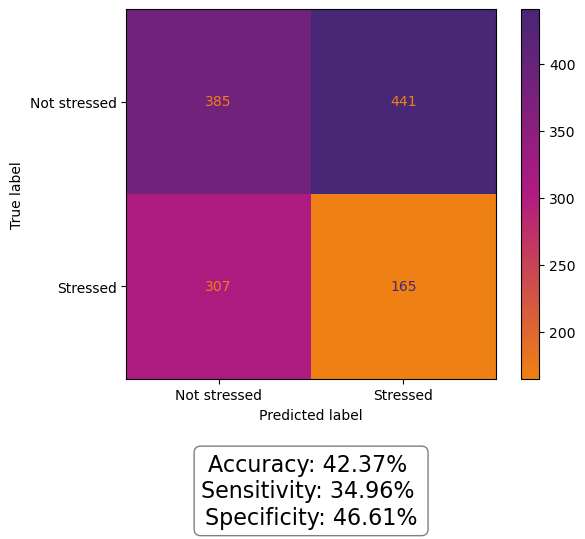 Not stressed
385
441
Stressed
307
165
True label
Not stressed
Stressed
Predicted label
400
350
300
250
200
Accuracy: 42.37%
Sensitivity: 34.96%
Specificity: 46.61%